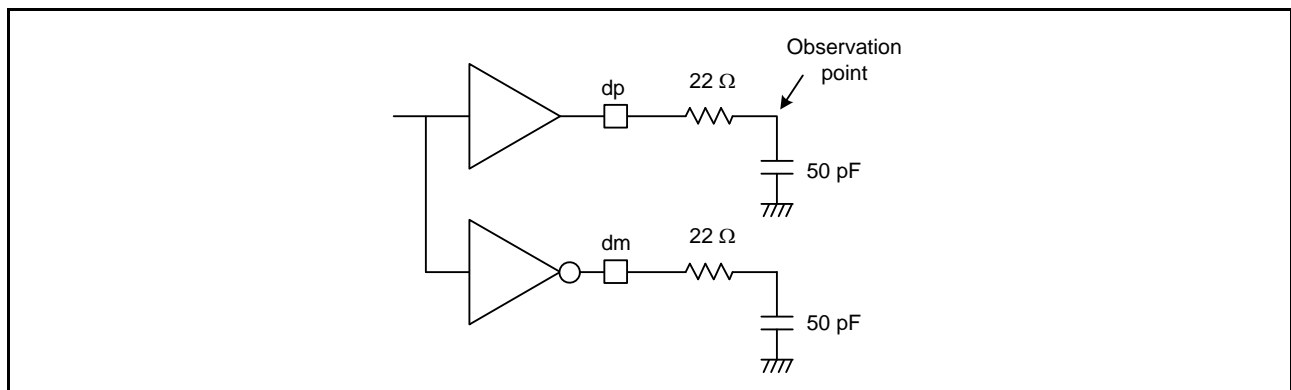 Observation
point
22 Ω
dp
50 pF
22 Ω
dm
50 pF